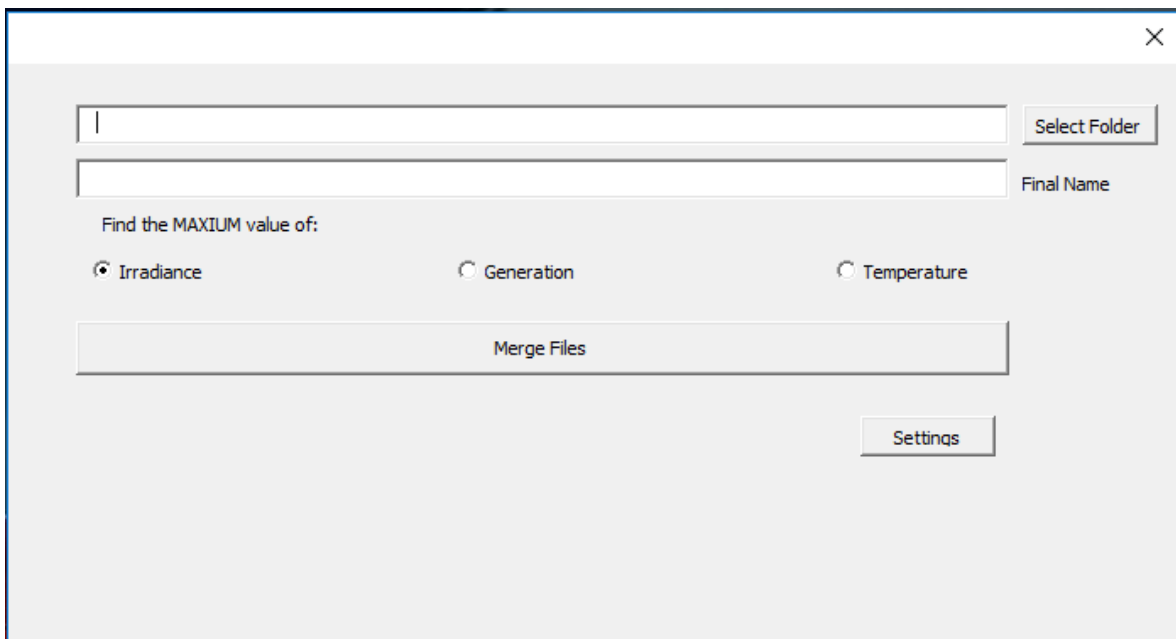 Select Folder
Final Name
Find the MAXIUM value of:
Irradiance
Generation
Temperature
Merge Files
Settings